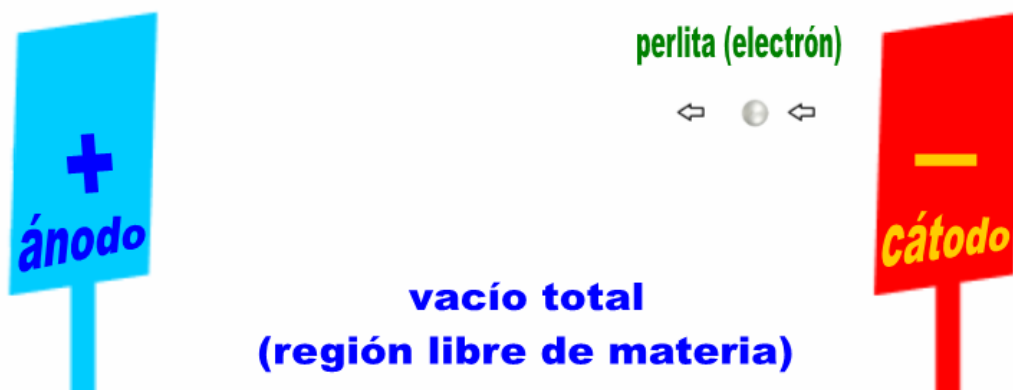 perlita (electrón)
+
ánodo
−
cátodo
vacío total
(región libre de materia)